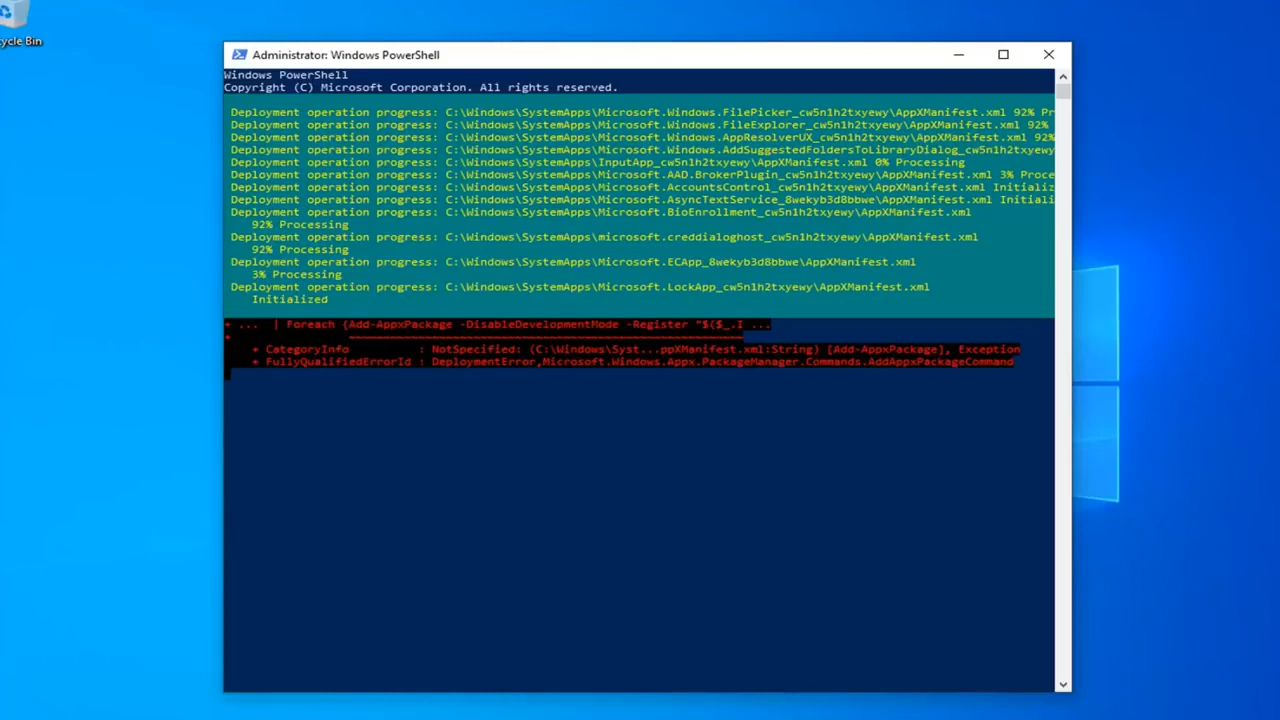 cycle Bin
Administrator: Windows PowerShell
Windows PowerShell
Copyright (C) Microsoft Corporation. All rights reserved.
Deployment operation progress: C:\Windows\SystemApps\Microsoft.Windows.FilePicker_cw5n1h2txyewy\AppXManifest.xml 92% Pr
Deployment operation progress: C:\Windows\SystemApps\Microsoft.Windows.FileExplorer_cw5n1h2txyewy\AppXManifest.xml 92%
Deployment operation progress: C:\Windows\SystemApps\Microsoft.Windows.AppResolverUX_cw5n1h2txyewy\AppXManifest.xml 92%
Deployment operation progress: C:\Windows\SystemApps\Microsoft.Windows.AddSuggestedFoldersToLibraryDialog_cw5n1h2txyewy
Deployment operation progress: C:\Windows\SystemApps\InputApp_cw5n1h2txyewy\AppXManifest.xml 0% Processing
Deployment operation progress: C:\Windows\SystemApps\Microsoft.AAD.BrokerPlugin_cw5n1h2txyewy\AppXManifest.xml 3% Proce
Deployment operation progress: C:\Windows\SystemApps\Microsoft.AccountsControl_cw5n1h2txyewy\AppXManifest.xml Initializ
Deployment operation progress: C:\Windows\SystemApps\Microsoft.AsyncTextService_8wekyb3d8bbwe\AppXManifest.xml Initiali
Deployment operation progress: C:\Windows\SystemApps\Microsoft.BioEnrollment_cw5n1h2txyewy\AppXManifest.xml
92% Processing
Deployment operation progress: C:\Windows\SystemApps\microsoft.creddialoghost_cw5n1h2txyewy\AppXManifest.xml
92% Processing
Deployment operation progress: C:\Windows\SystemApps\Microsoft.ECApp_8wekyb3d8bbwe\AppXManifest.xml
3% Processing
Deployment operation progress: C:\Windows\SystemApps\Microsoft.LockApp_cw5n1h2txyewy\AppXManifest.xml
Initialized
+ ... | Foreach {Add-AppxPackage -DisableDevelopmentMode -Register "$($_.I ...
+ ~~~~~~~~~~~~~~~~~~~~~~~~~~~~~~~~~~~~~~~~~~~~~~~~~~~~~~~~~
+ CategoryInfo : NotSpecified: (C:\Windows\Syst...ppXManifest.xml:String) [Add-AppxPackage], Exception
+ FullyQualifiedErrorId : DeploymentError,Microsoft.Windows.Appx.PackageManager.Commands.AddAppxPackageCommand